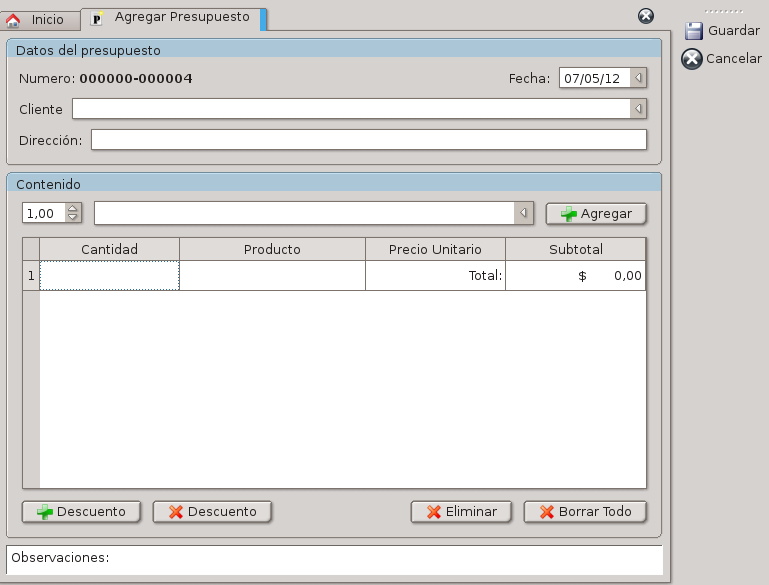 Inicio
Agregar Presupuesto
Guardar
Cancelar
Datos del presupuesto
Numero: 000000-000004
Fecha: 07/05/12
Cliente
Dirección:
Contenido
1,00
Agregar
Cantidad Producto Precio Unitario Subtotal
1 Total: $ 0,00
Descuento Descuento Eliminar Borrar Todo
Observaciones: